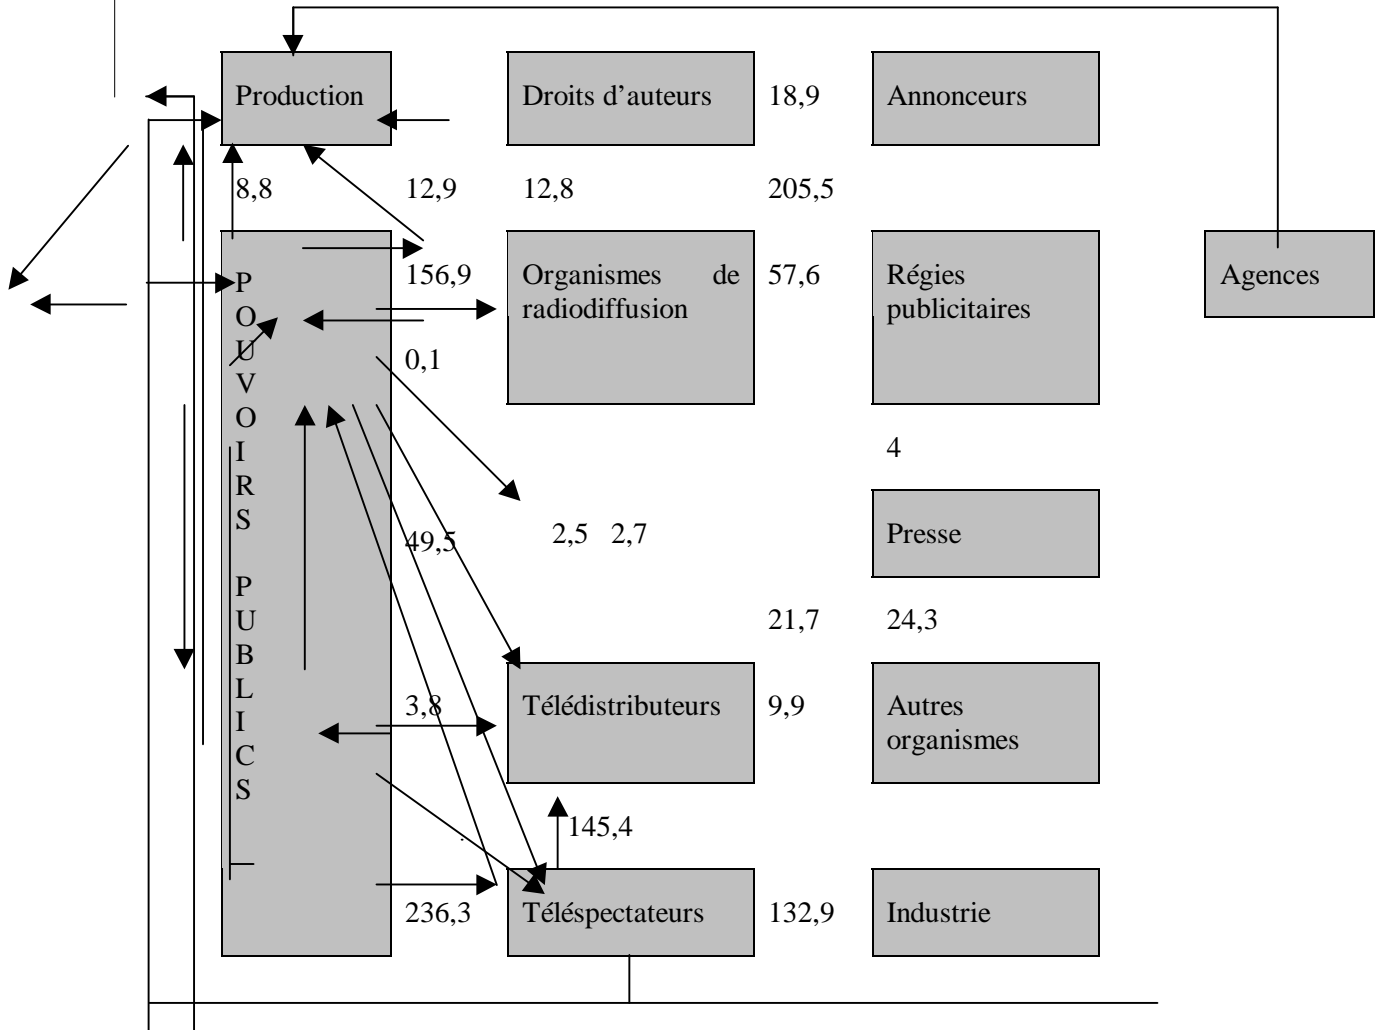 Production
Droits d’auteurs
18,9
Annonceurs
8,8
12,9
12,8
205,5
P
O
U
V
O
I
R
S
P
U
B
L
I
C
S
156,9
Organismes de
radiodiffusion
57,6
Régies
publicitaires
Agences
0,1
4
49,5
2,5 2,7
Presse
21,7
24,3
3,8
Télédistributeurs
9,9
Autres
organismes
145,4
236,3
Téléspectateurs
132,9
Industrie